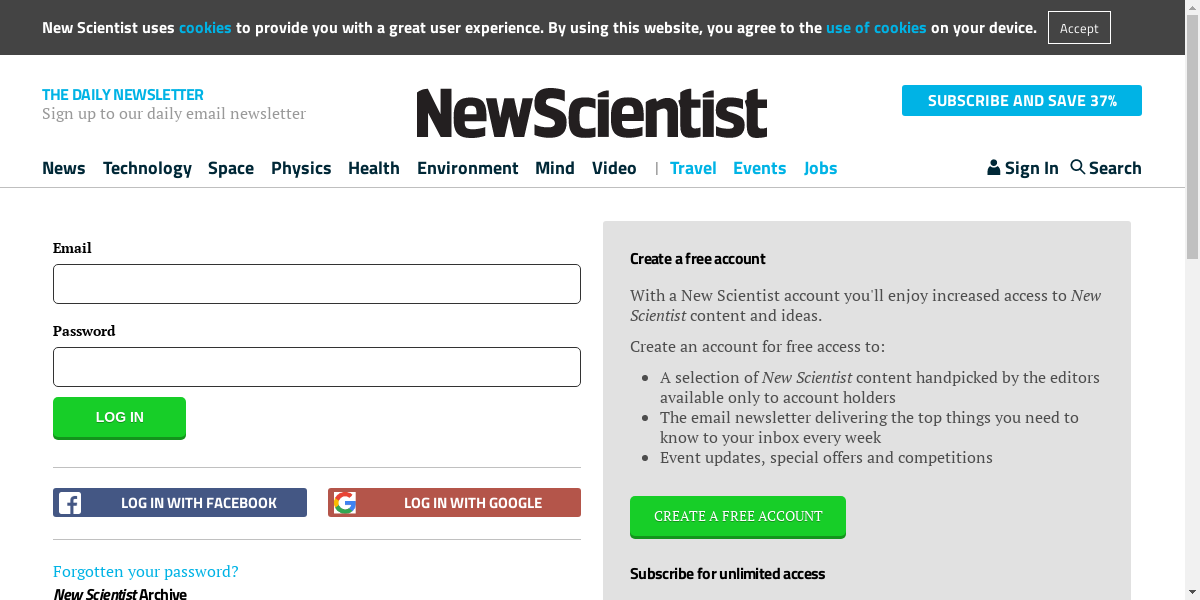 New Scientist uses cookies to provide you with a great user experience. By using this website, you agree to the use of cookies on your device. Accept
THE DAILY NEWSLETTER
Sign up to our daily email newsletter
NewScientist
SUBSCRIBE AND SAVE 37%
News Technology Space Physics Health Environment Mind Video | Travel Events Jobs Sign In Search
Email
Password
LOG IN
LOG IN WITH FACEBOOK LOG IN WITH GOOGLE
Forgotten your password?
New Scientist Archive
Create a free account
With a New Scientist account you'll enjoy increased access to New
Scientist content and ideas.
Create an account for free access to:
• A selection of New Scientist content handpicked by the editors
available only to account holders
• The email newsletter delivering the top things you need to
know to your inbox every week
• Event updates, special offers and competitions
CREATE A FREE ACCOUNT
Subscribe for unlimited access